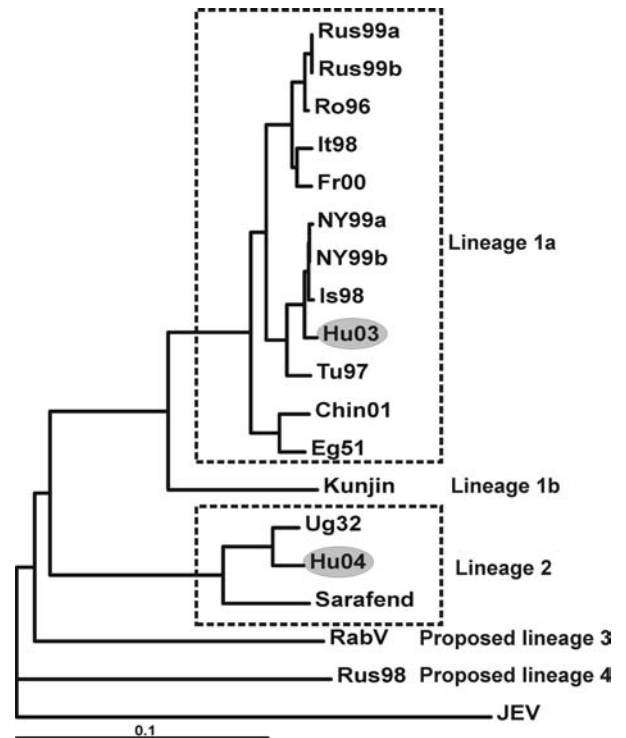 Rus99a
Rus99b
Ro96
It98
Fr00
NY99a
Lineage 1a
NY99b
Is98
Hu03
Tu97
Chin01
Eg51
Kunjin Lineage 1b
Ug32
Hu04 Lineage 2
Sarafend
RabV Proposed lineage 3
Rus98 Proposed lineage 4
JEV
0.1